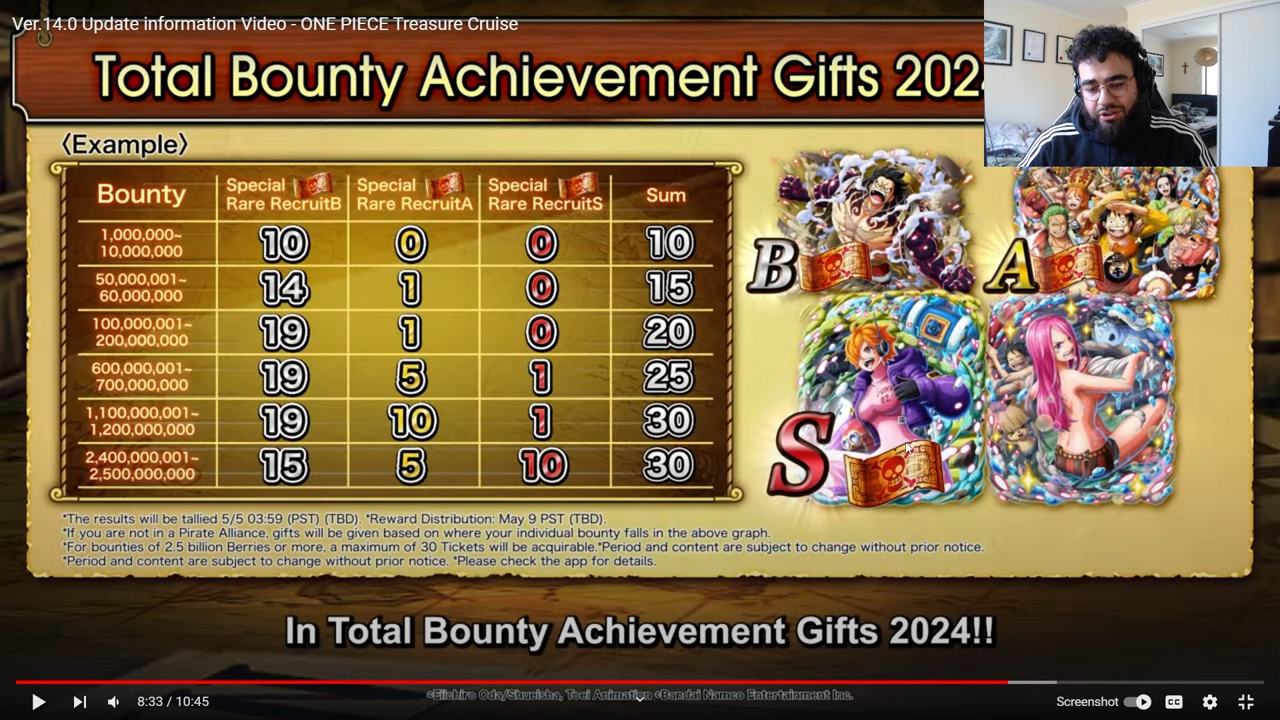 Ver.14.0 Update information Video - ONE PIECE Treasure Cruise
Total Bounty Achievement Gifts 202
〈Example〉
Bounty Special Rare RecruitB Special Rare RecruitA Special Rare RecruitS Sum
1,000,000~ 10,000,000 10 0 0 10
50,000,001~ 60,000,000 14 1 0 15
100,000,001~ 200,000,000 19 1 0 20
600,000,001~ 700,000,000 19 5 1 25
1,100,000,001~ 1,200,000,000 19 10 1 30
2,400,000,001~ 2,500,000,000 15 5 10 30
B A
S
*The results will be tallied 5/5 03:59 (PST) (TBD). *Reward Distribution: May 9 PST (TBD).
*If you are not in a Pirate Alliance, gifts will be given based on where your individual bounty falls in the above graph.
*For bounties of 2.5 billion Berries or more, a maximum of 30 Tickets will be acquirable.*Period and content are subject to change without prior notice.
*Period and content are subject to change without prior notice. *Please check the app for details.
In Total Bounty Achievement Gifts 2024!!
©Eiichiro Oda/Shueisha, Toei Animation ©Bandai Namco Entertainment Inc.
8:33 / 10:45 Screenshot CC